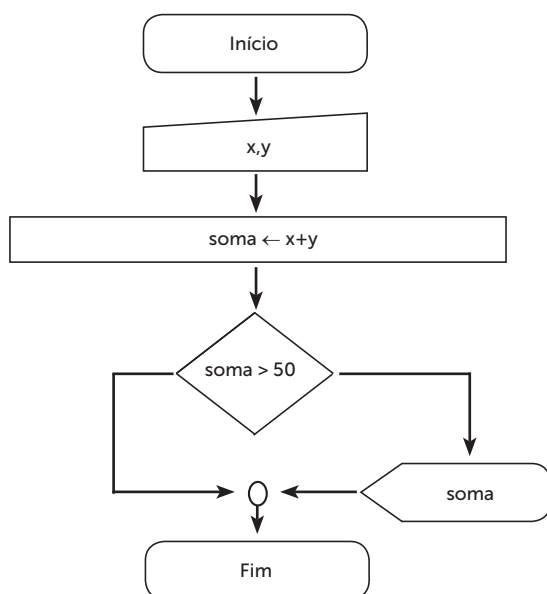 Início
x,y
soma ← x+y
soma > 50
soma
Fim